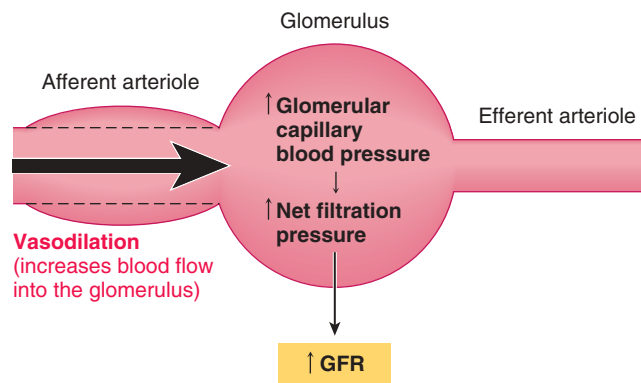 Glomerulus
Afferent arteriole
Efferent arteriole
↑ Glomerular
capillary
blood pressure
↓
↑ Net filtration
pressure
Vasodilation
(increases blood flow
into the glomerulus)
↑ GFR